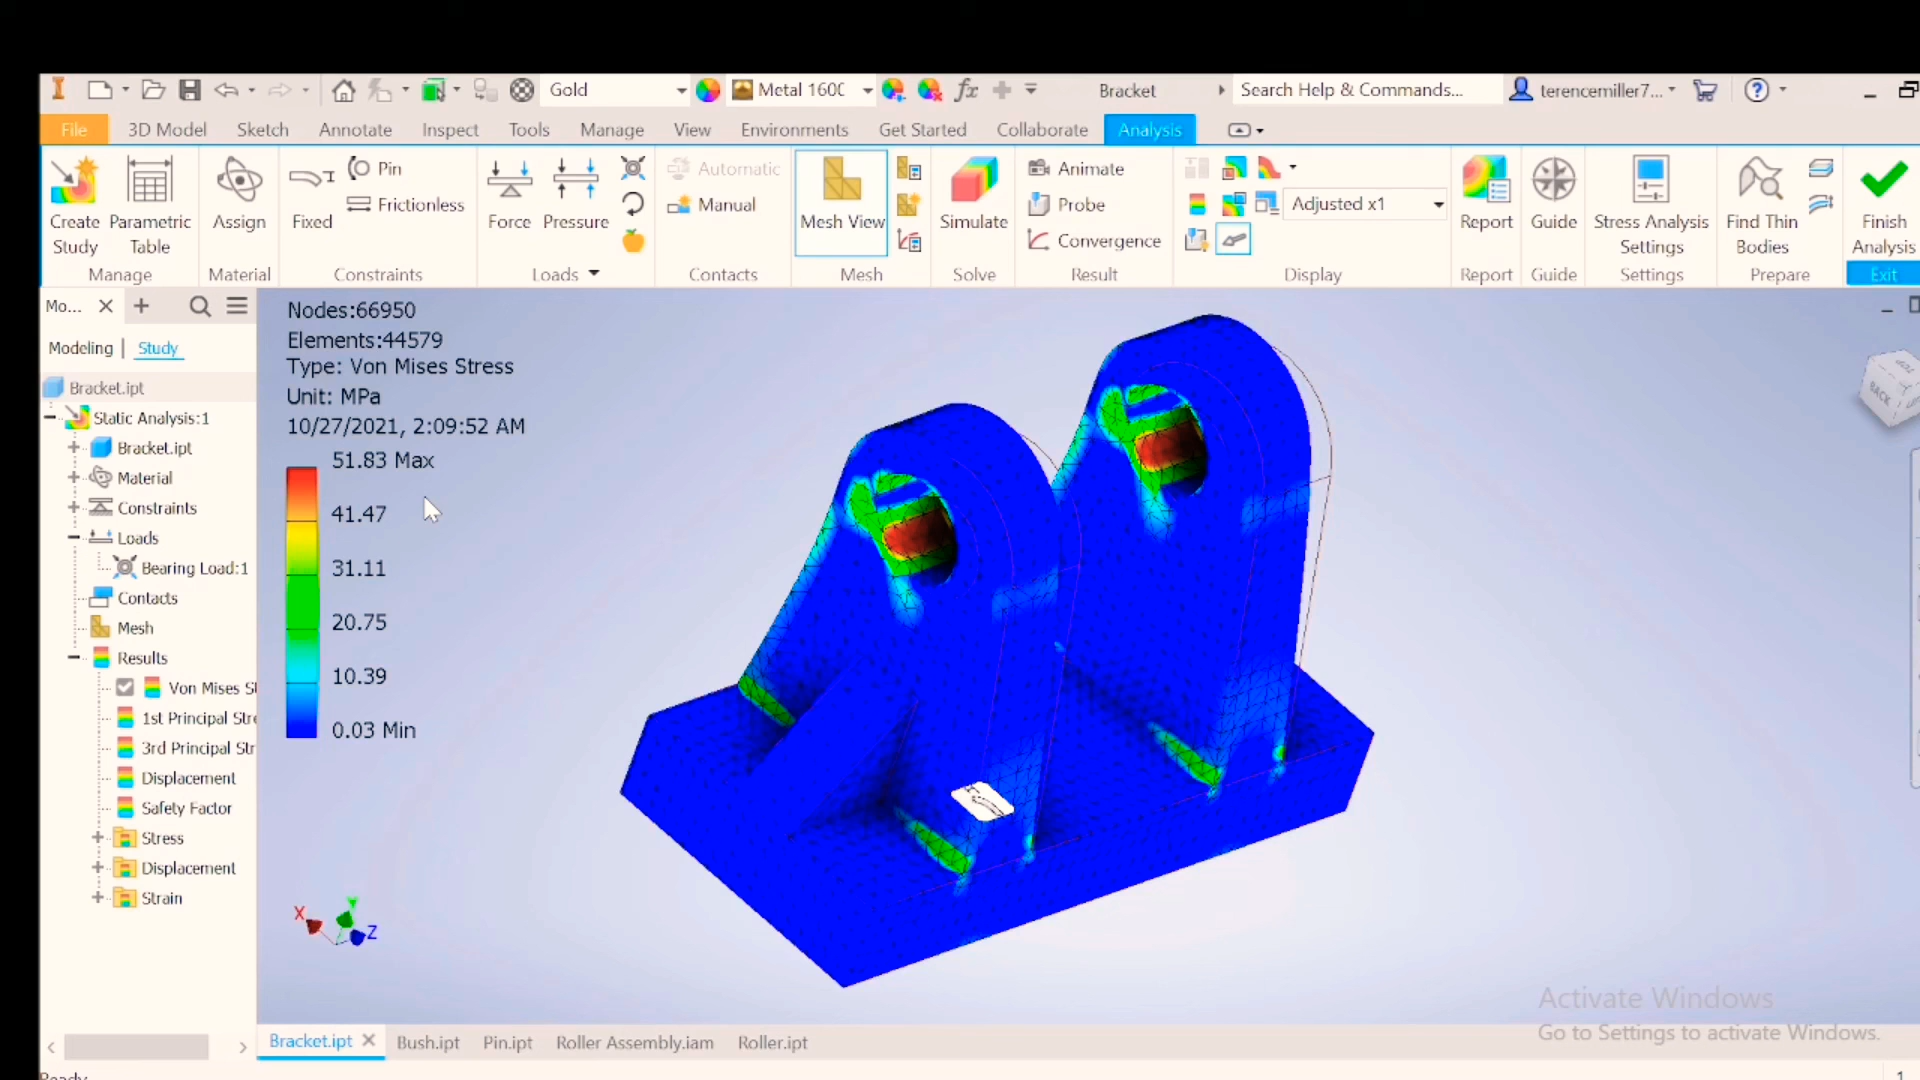 Gold
Metal 1600
Bracket
Search Help & Commands...
terencemiller7...
File 3D Model Sketch Annotate Inspect Tools Manage View Environments Get Started Collaborate Analysis
Create Study
Parametric Table
Manage
Assign
Material
Fixed
Pin
Frictionless
Constraints
Force
Pressure
Loads
Automatic
Manual
Contacts
Mesh View
Mesh
Simulate
Solve
Animate
Probe
Convergence
Result
Adjusted x1
Display
Report
Report
Guide
Guide
Stress Analysis Settings
Settings
Find Thin Bodies
Prepare
Finish Analysis
Exit
Mo...
Modeling | Study
Bracket.ipt
Static Analysis:1
Bracket.ipt
Material
Constraints
Loads
Bearing Load:1
Contacts
Mesh
Results
Von Mises S
1st Principal Stre
3rd Principal Str
Displacement
Safety Factor
Stress
Displacement
Strain
Nodes:66950
Elements:44579
Type: Von Mises Stress
Unit: MPa
10/27/2021, 2:09:52 AM
51.83 Max
41.47
31.11
20.75
10.39
0.03 Min
X
Y
Z
BACK
Activate Windows
Go to Settings to activate Windows.
Bracket.ipt Bush.ipt Pin.ipt Roller Assembly.iam Roller.ipt
Ready
1